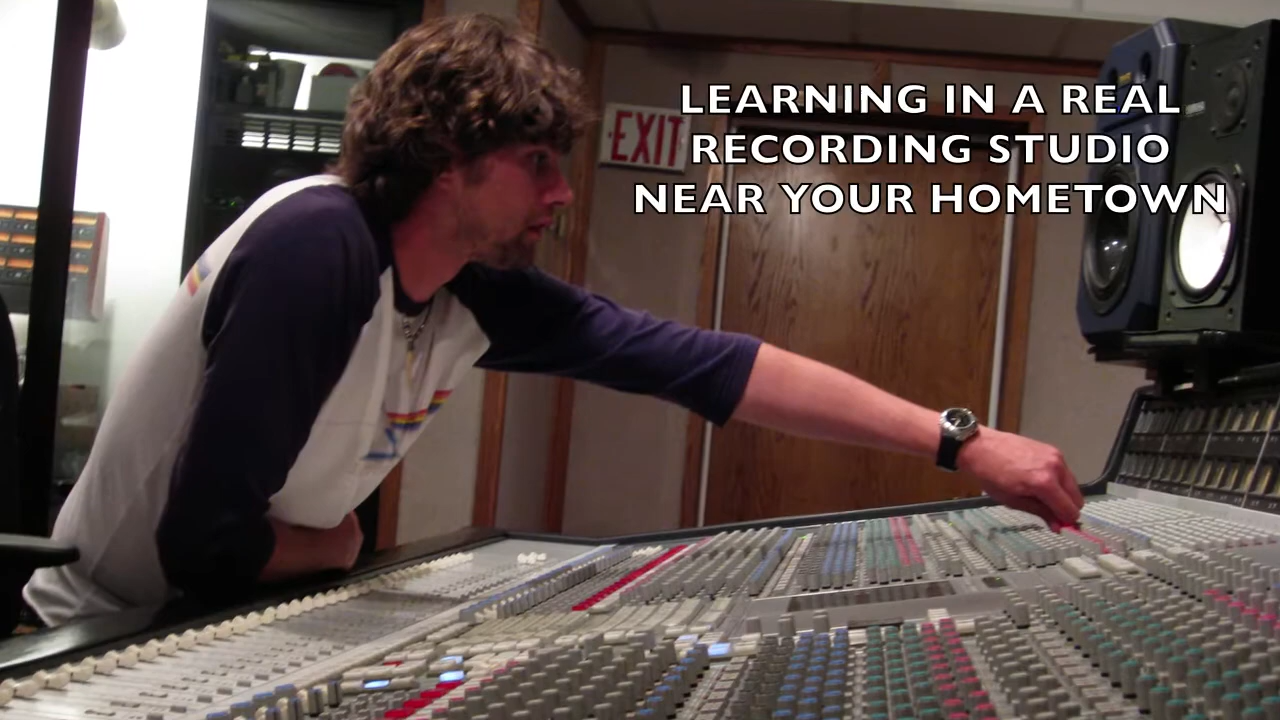 LEARNING IN A REAL
EXIT
RECORDING STUDIO
NEAR YOUR HOMETOWN